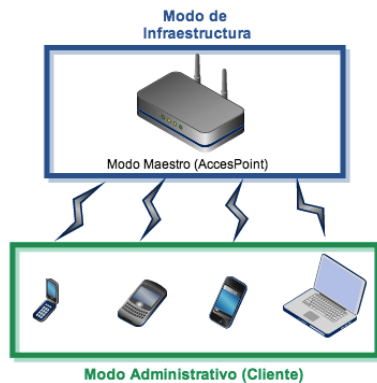 Modo de
Infraestructura
Modo Maestro (AccesPoint)
Modo Administrativo (Cliente)